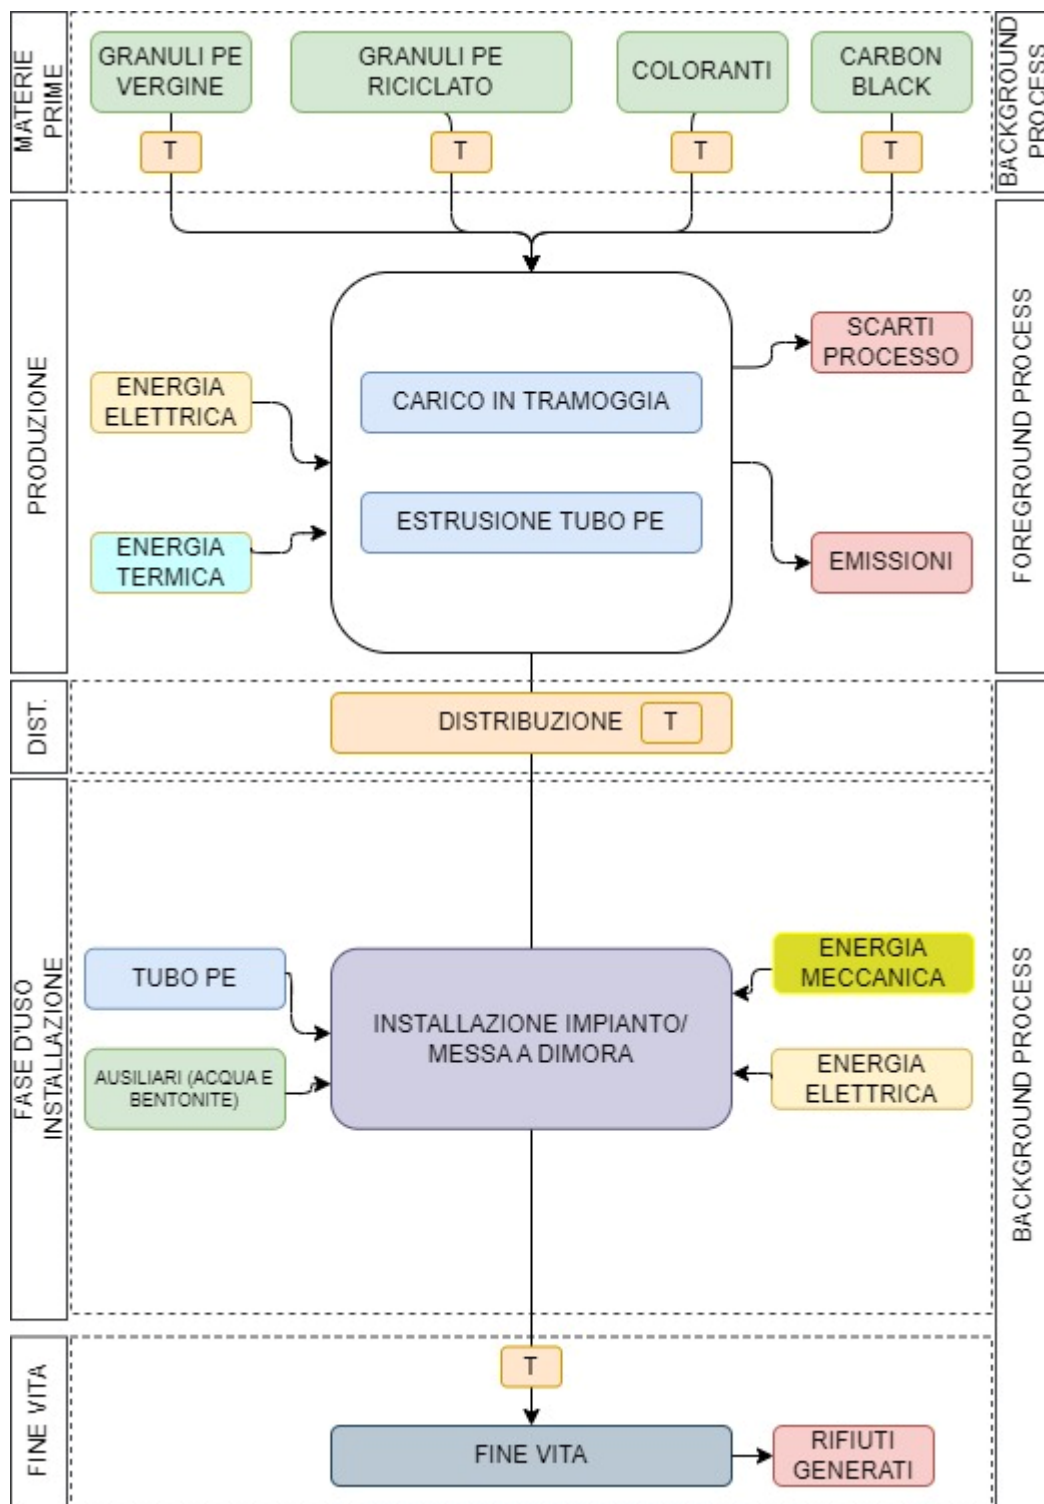 MATERIE
PRIME
GRANULI PE
VERGINE
GRANULI PE
RICICLATO
COLORANTI
CARBON
BLACK
BACKGROUND
PROCESS
T
T
T
T
PRODUZIONE
ENERGIA
ELETTRICA
ENERGIA
TERMICA
CARICO IN TRAMOGGIA
ESTRUSIONE TUBO PE
SCARTI
PROCESSO
EMISSIONI
FOREGROUND PROCESS
DIST.
DISTRIBUZIONE
T
FASE D'USO
INSTALLAZIONE
TUBO PE
AUSILIARI (ACQUA E
BENTONITE)
INSTALLAZIONE IMPIANTO/
MESSA A DIMORA
ENERGIA
MECCANICA
ENERGIA
ELETTRICA
BACKGROUND PROCESS
FINE VITA
T
FINE VITA
RIFIUTI
GENERATI